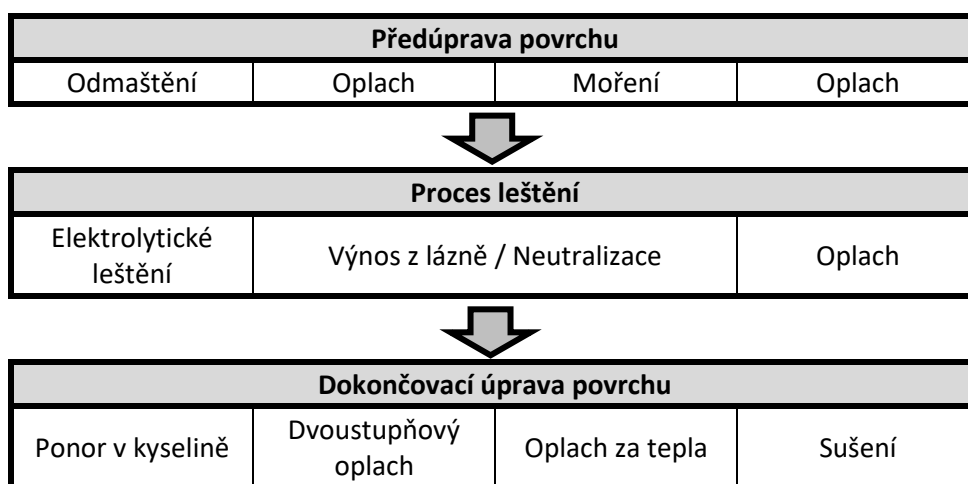 Předúprava povrchu
Odmaštění Oplach Moření Oplach
Proces leštění
Elektrolytické
leštění
Výnos z lázně / Neutralizace
Oplach
Dokončovací úprava povrchu
Ponor v kyselině
Dvoustupňový
oplach
Oplach za tepla
Sušení